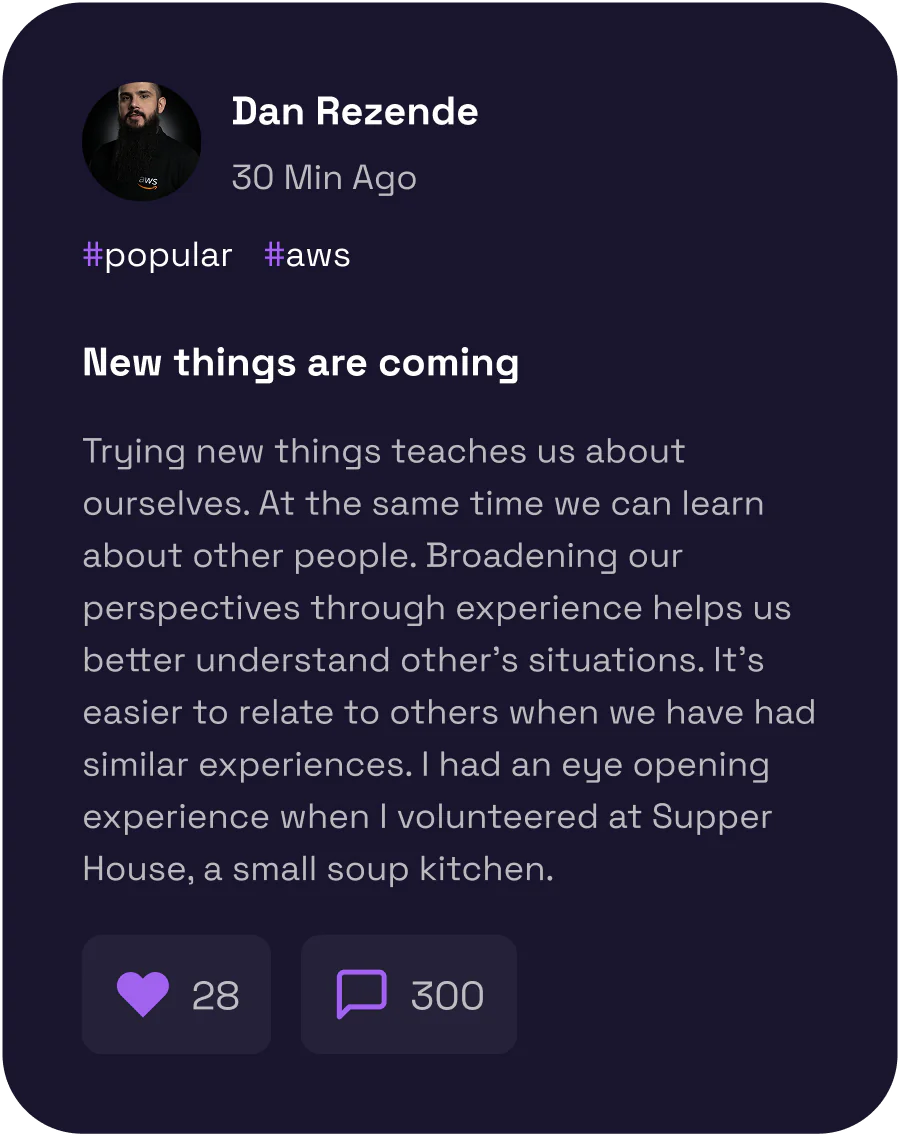 aws
Dan Rezende
30 Min Ago
#popular #aws
New things are coming
Trying new things teaches us about
ourselves. At the same time we can learn
about other people. Broadening our
perspectives through experience helps us
better understand other’s situations. It’s
easier to relate to others when we have had
similar experiences. I had an eye opening
experience when I volunteered at Supper
House, a small soup kitchen.
28 300